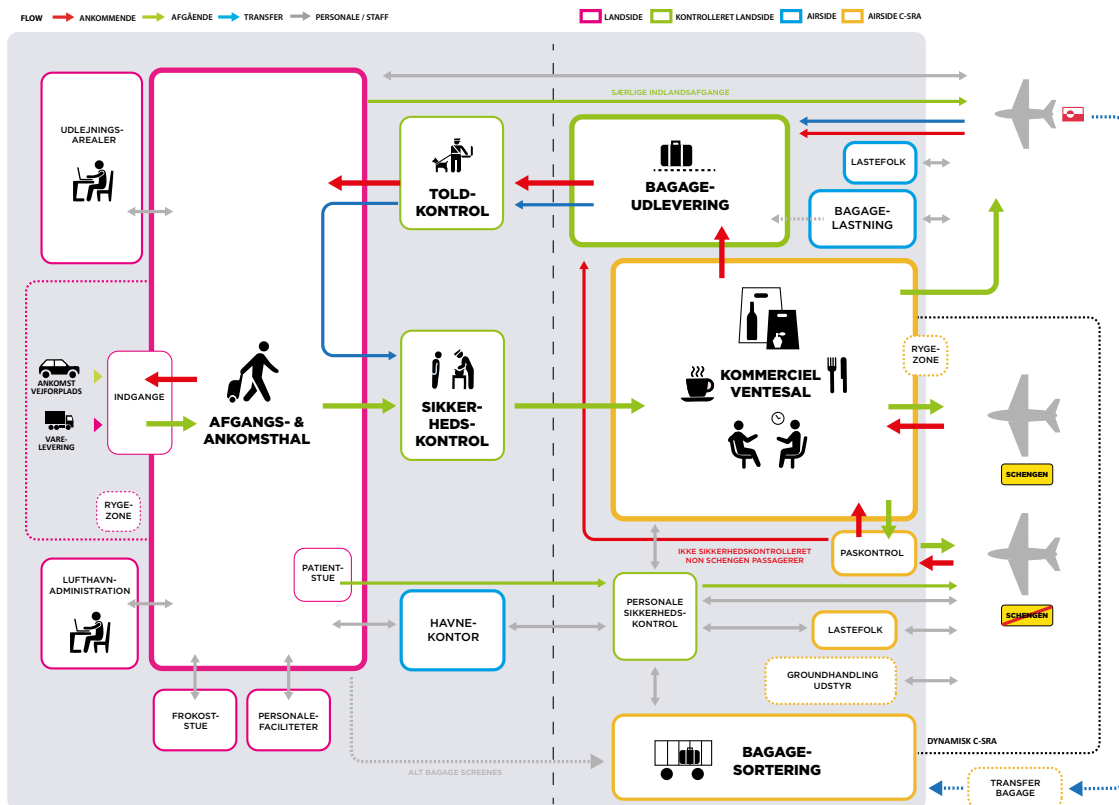 FLOW
ANKOMMENDE
AFGÅENDE
TRANSFER
PERSONALE / STAFF
LANDSIDE
KONTROLLERET LANDSIDE
AIRSIDE
AIRSIDE C-SRA
UDLEJNINGS-
AREALER
SÆRLIGE INDLANDSAFGANGE
TOLD-
KONTROL
BAGAGE-
UDLEVERING
LASTEFOLK
BAGAGE-
LASTNING
ANKOMST
VEJFORPLADS
VARE-
LEVERING
INDGANGE
RYGE-
ZONE
AFGANGS- &
ANKOMSTHAL
SIKKER-
HEDS-
KONTROL
KOMMERCIEL
VENTESAL
RYGE-
ZONE
SCHENGEN
IKKE SIKKERHEDSKONTROLLERET
NON SCHENGEN PASSAGERER
PASKONTROL
SCHENGEN
LUFTHAVN-
ADMINISTRATION
PATIENT-
STUE
HAVNE-
KONTOR
PERSONALE
SIKKERHEDS-
KONTROL
LASTEFOLK
GROUNDHANDLING
UDSTYR
FROKOST-
STUE
PERSONALE-
FACILITETER
ALT BAGAGE SCREENES
BAGAGE-
SORTERING
DYNAMISK C-SRA
TRANSFER
BAGAGE